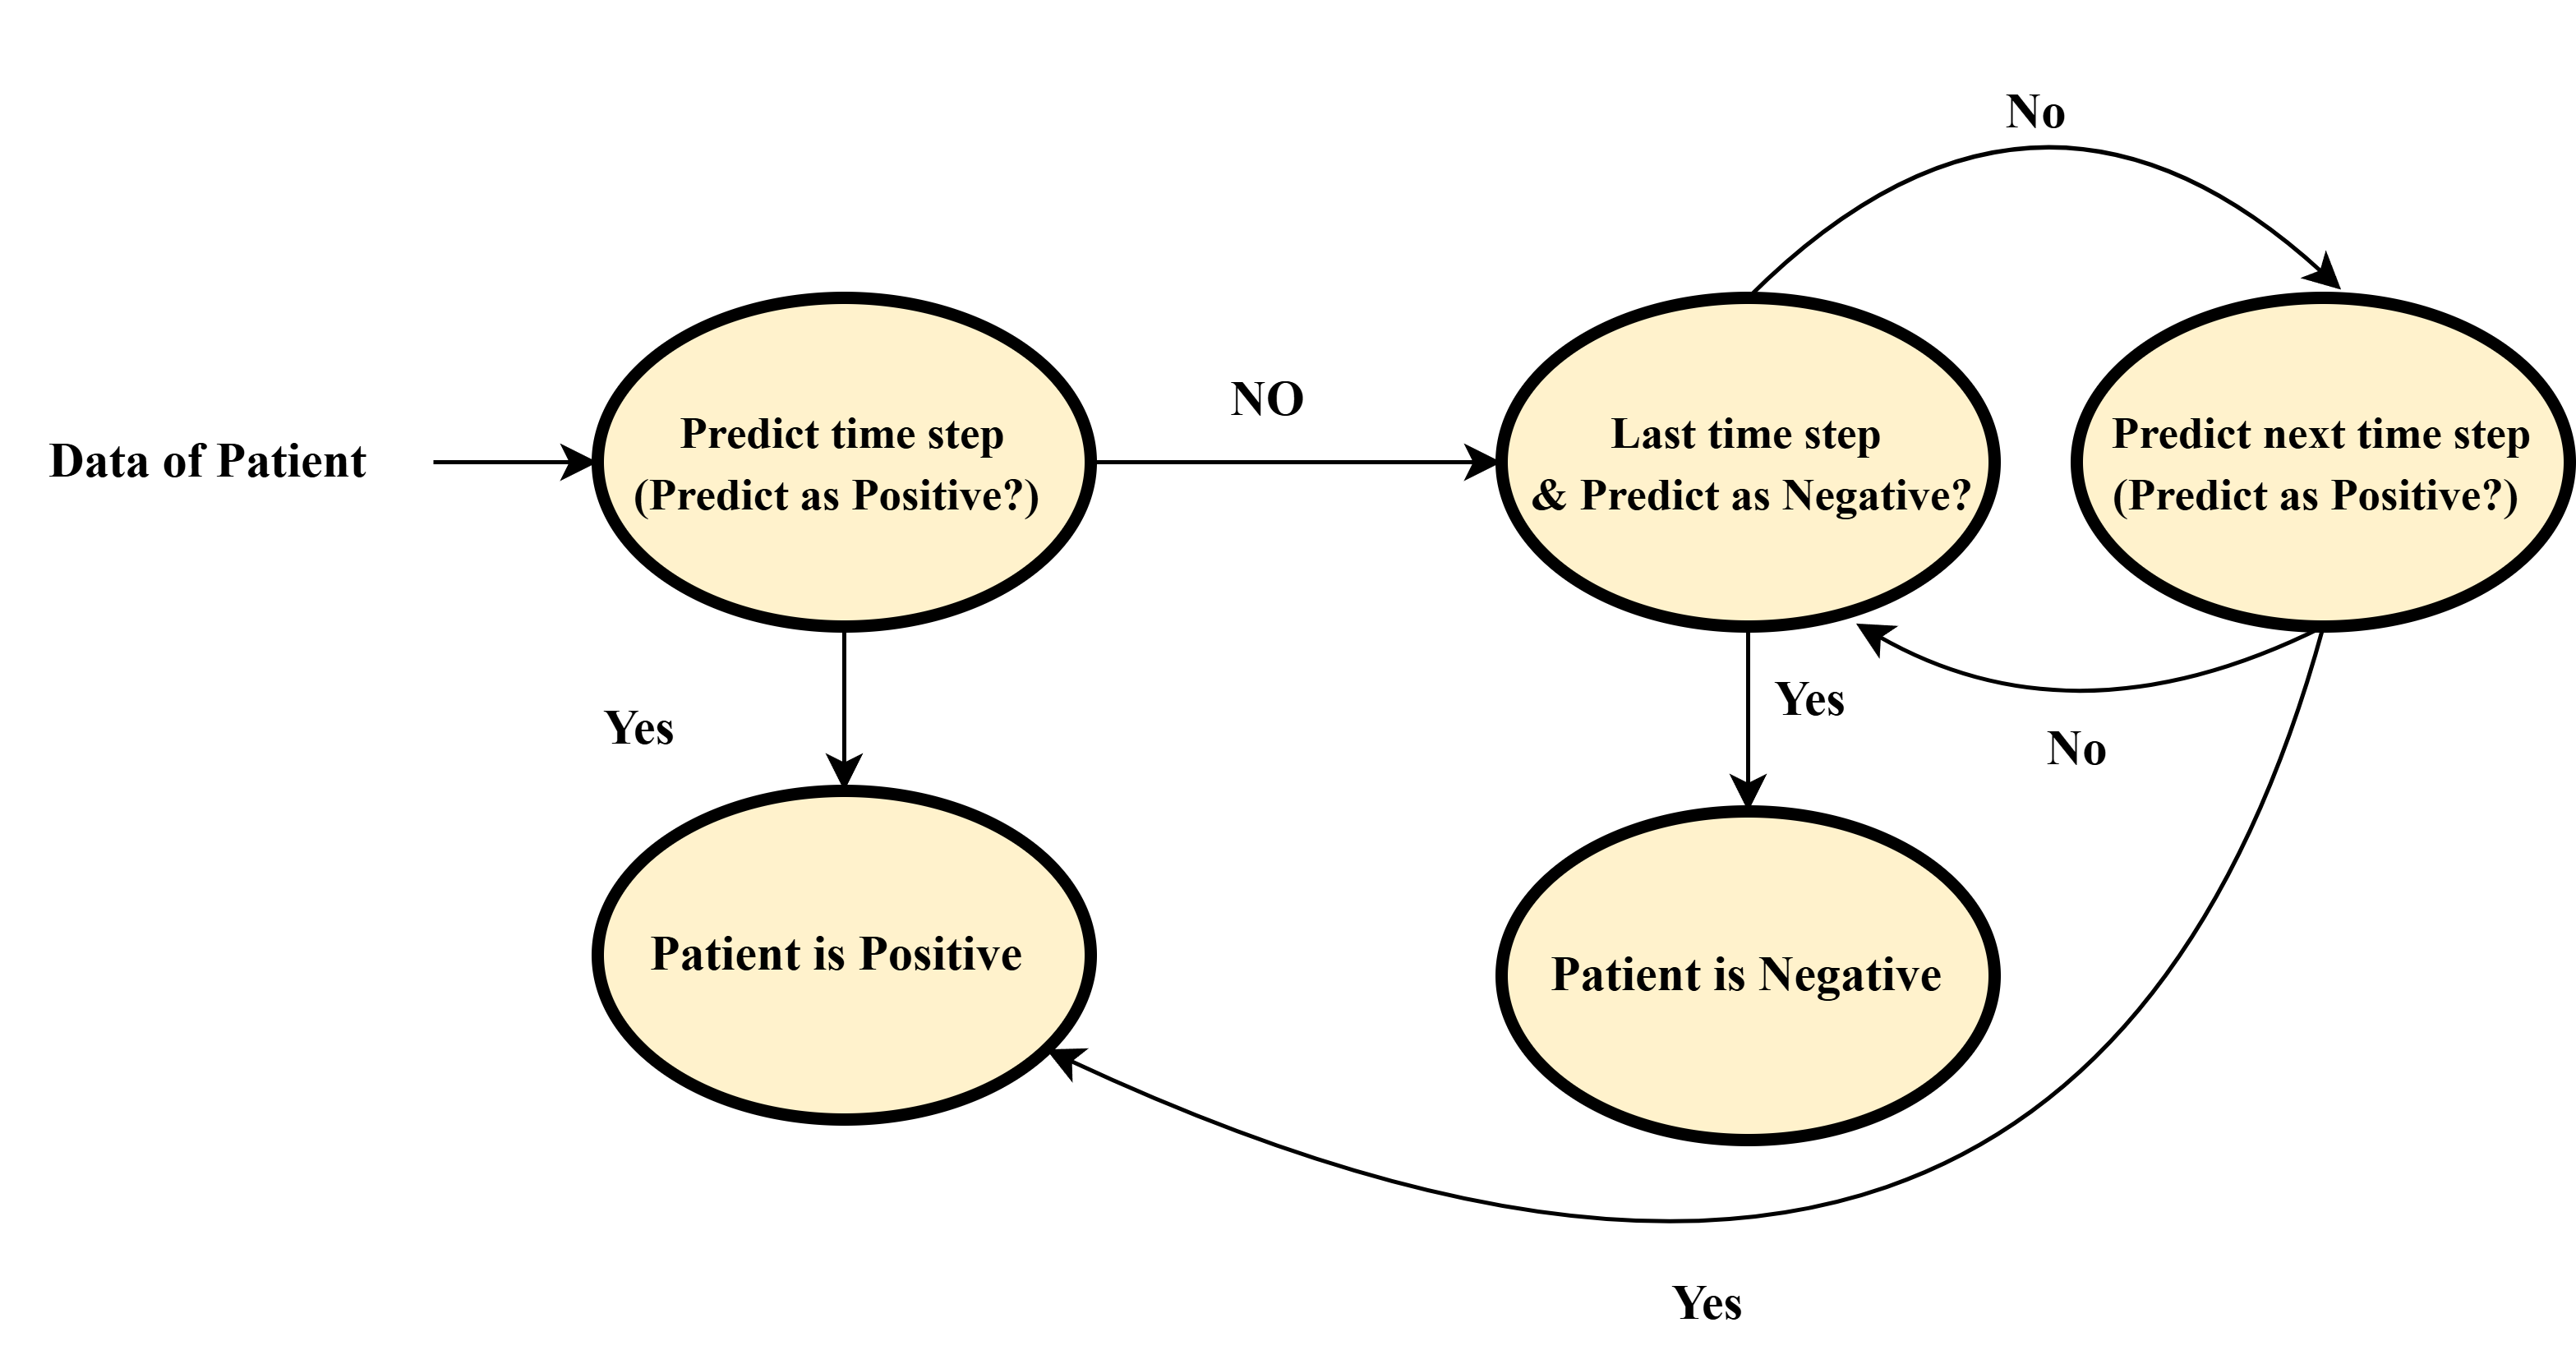 No
NO
Data of Patient
Predict time step
(Predict as Positive?)
Last time step
& Predict as Negative?
Predict next time step
(Predict as Positive?)
Yes
Yes
No
Patient is Positive
Patient is Negative
Yes